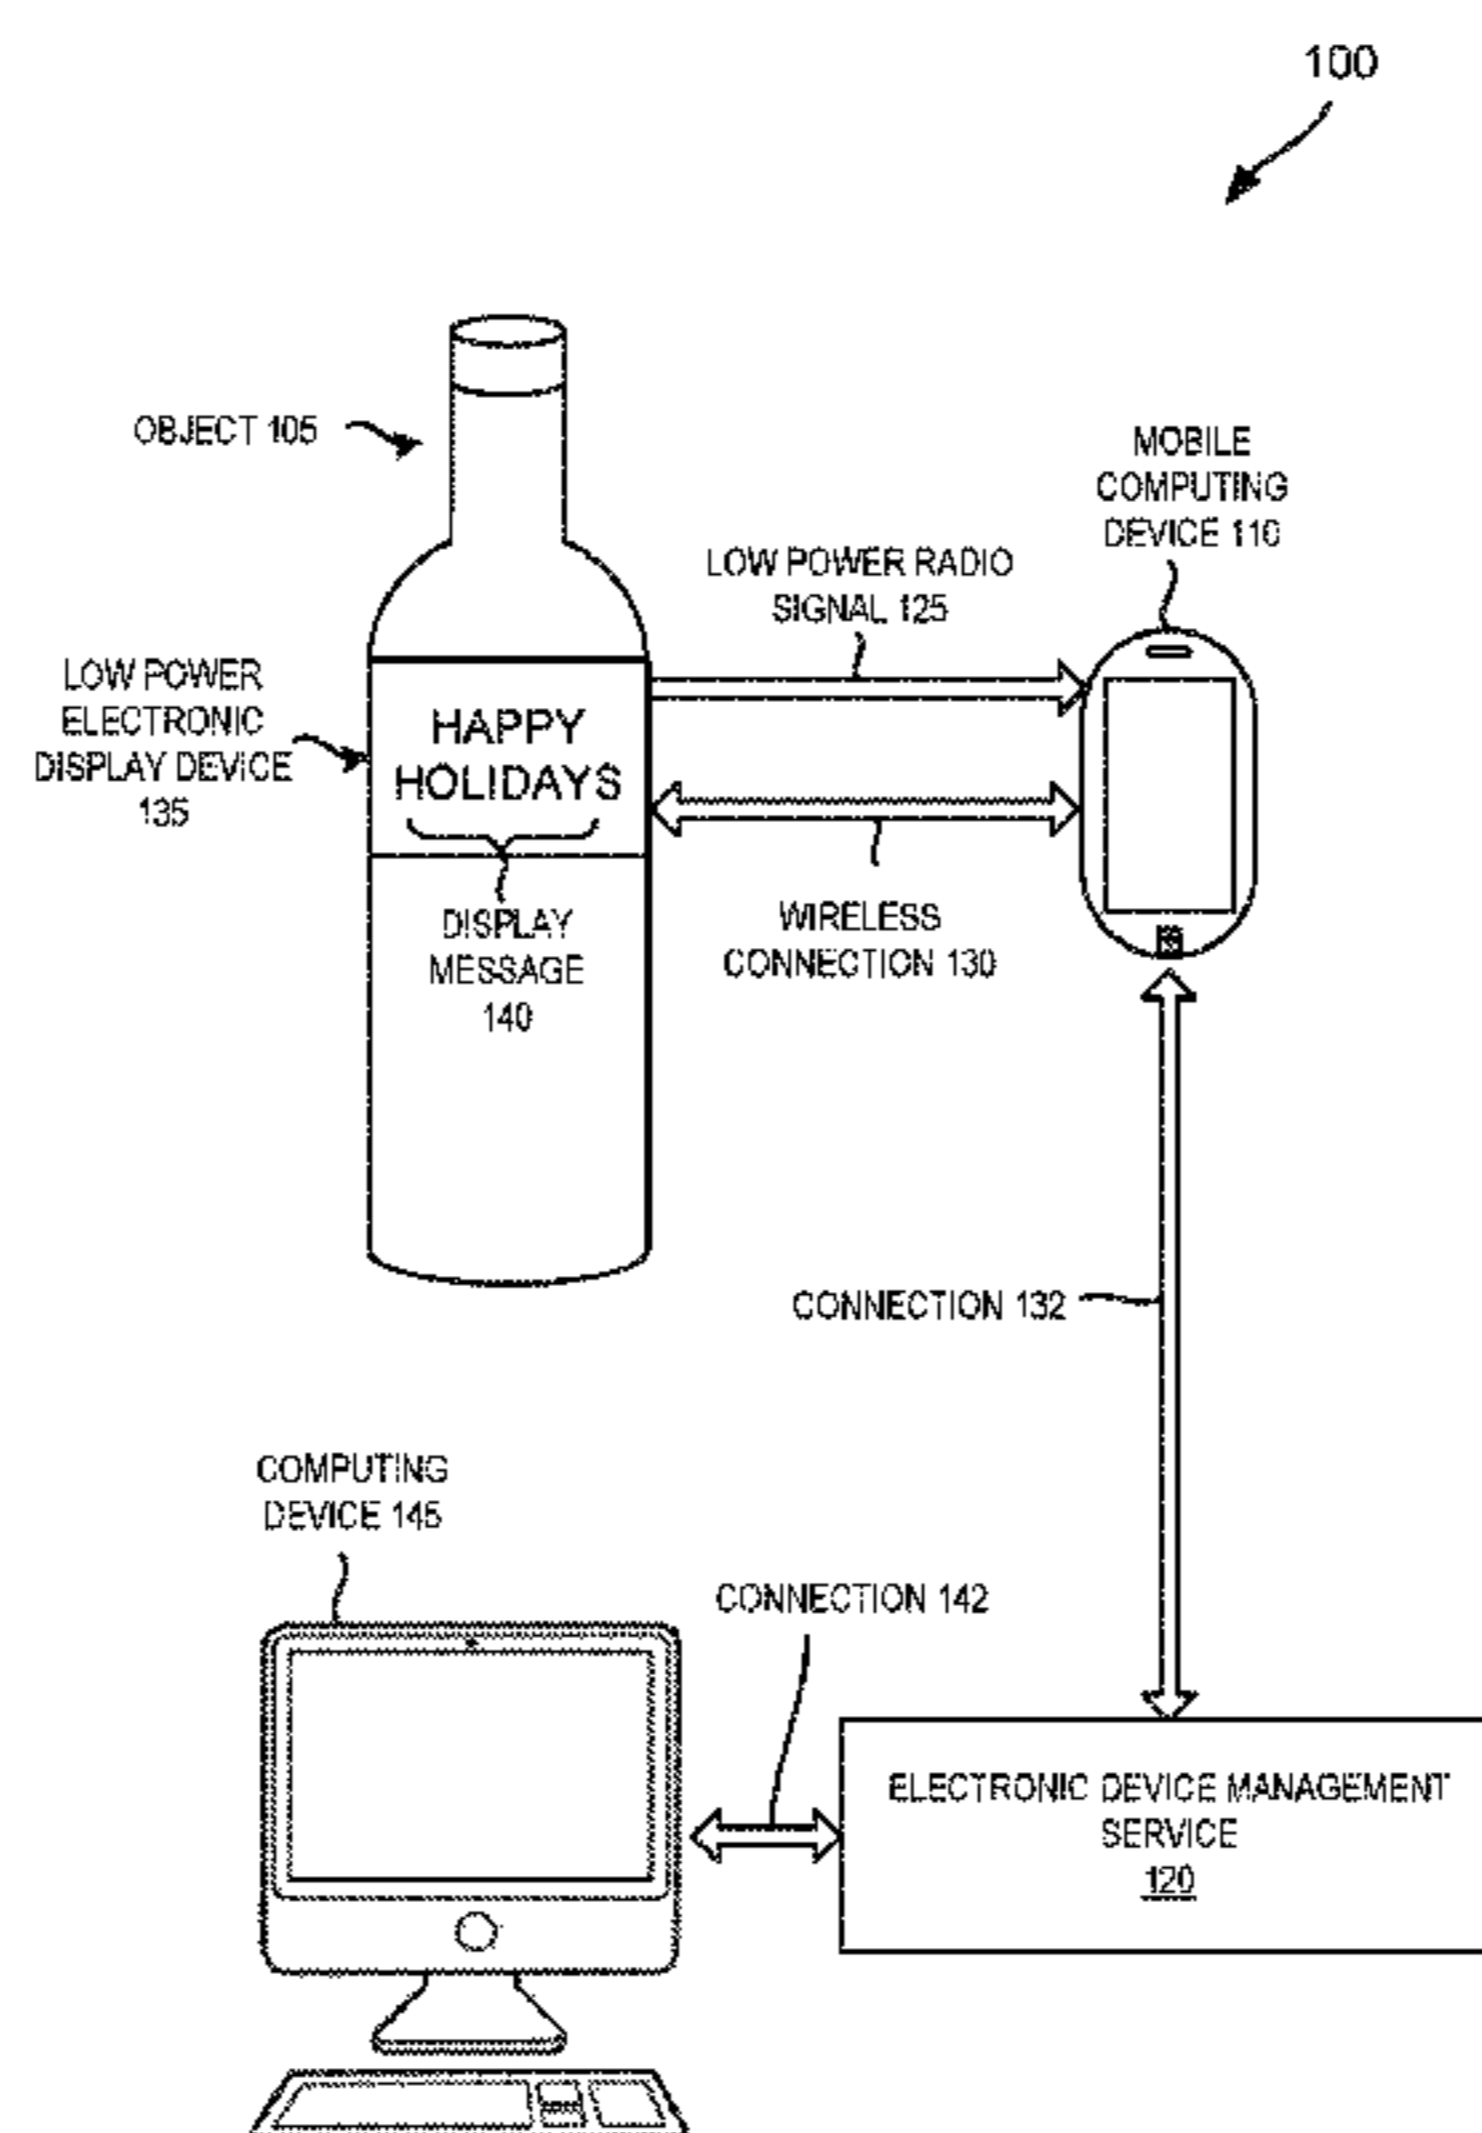 100
OBJECT 105
MOBILE
COMPUTING
DEVICE 110
LOW POWER RADIO
SIGNAL 125
LOW POWER
ELECTRONIC
DISPLAY DEVICE
135
HAPPY
HOLIDAYS
DISPLAY
MESSAGE
140
WIRELESS
CONNECTION 130
CONNECTION 132
COMPUTING
DEVICE 145
CONNECTION 142
ELECTRONIC DEVICE MANAGEMENT
SERVICE
120